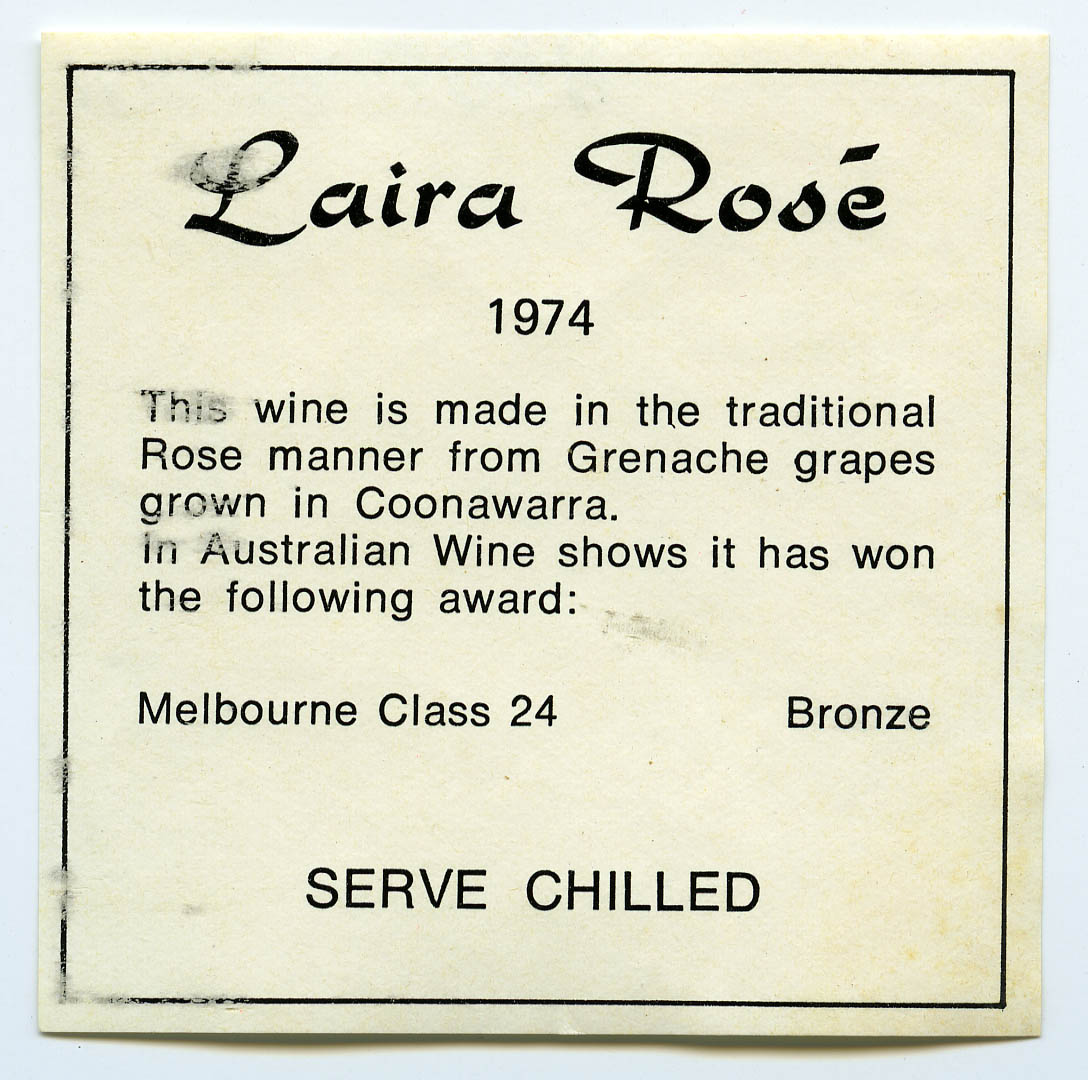 Laira Rosé
1974
This wine is made in the traditional
Rose manner from Grenache grapes
grown in Coonawarra.
In Australian Wine shows it has won
the following award:
Melbourne Class 24 Bronze
SERVE CHILLED